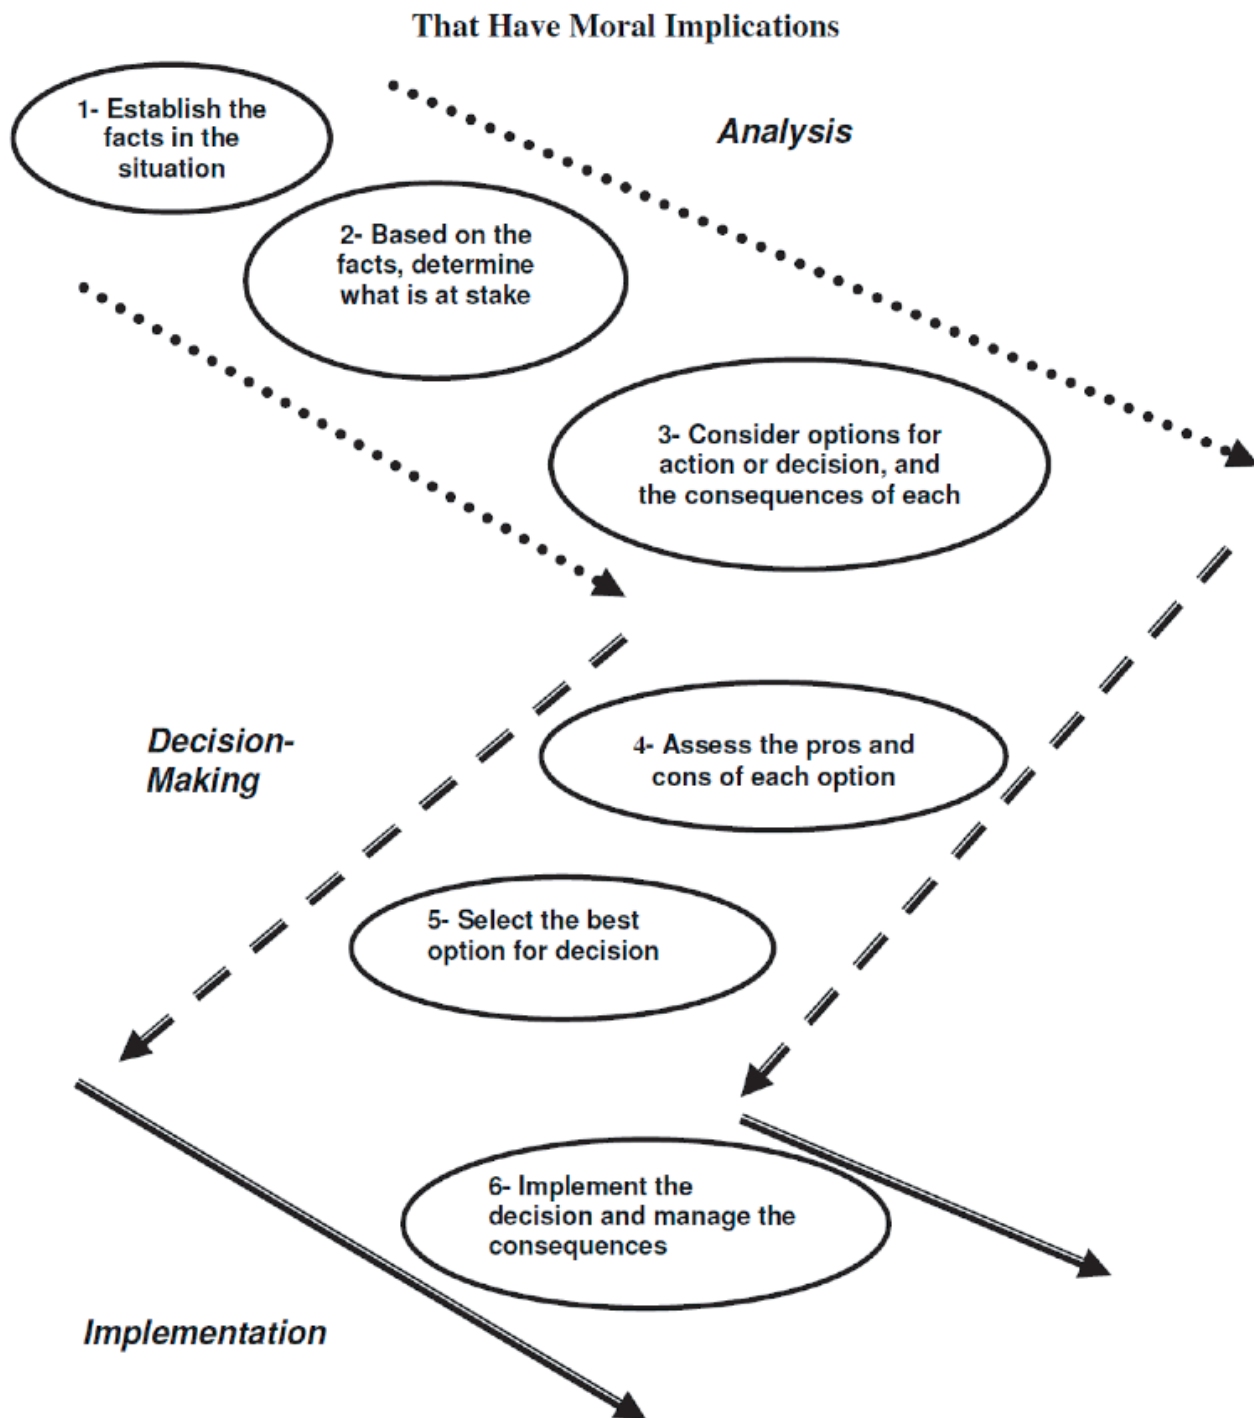 That Have Moral Implications
1- Establish the
facts in the
situation
Analysis
2- Based on the
facts, determine
what is at stake
3- Consider options for
action or decision, and
the consequences of each
Decision-
Making
4- Assess the pros and
cons of each option
5- Select the best
option for decision
6- Implement the
decision and manage the
consequences
Implementation